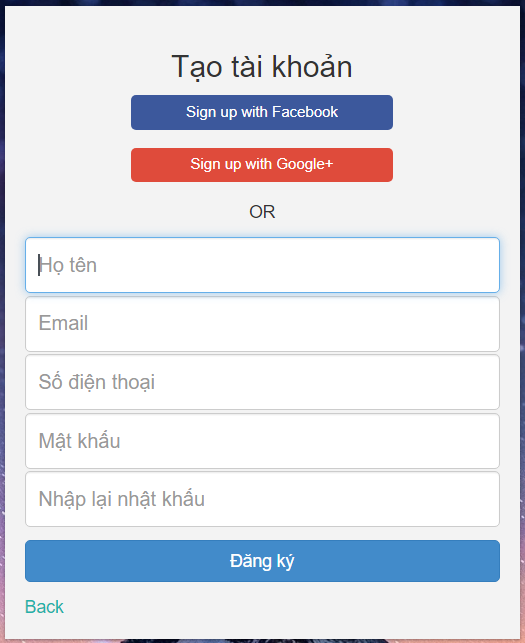 Tạo tài khoản
Sign up with Facebook
Sign up with Google+
OR
Họ tên
Email
Số điện thoại
Mật khẩu
Nhập lại nhật khẩu
Đăng ký
Back